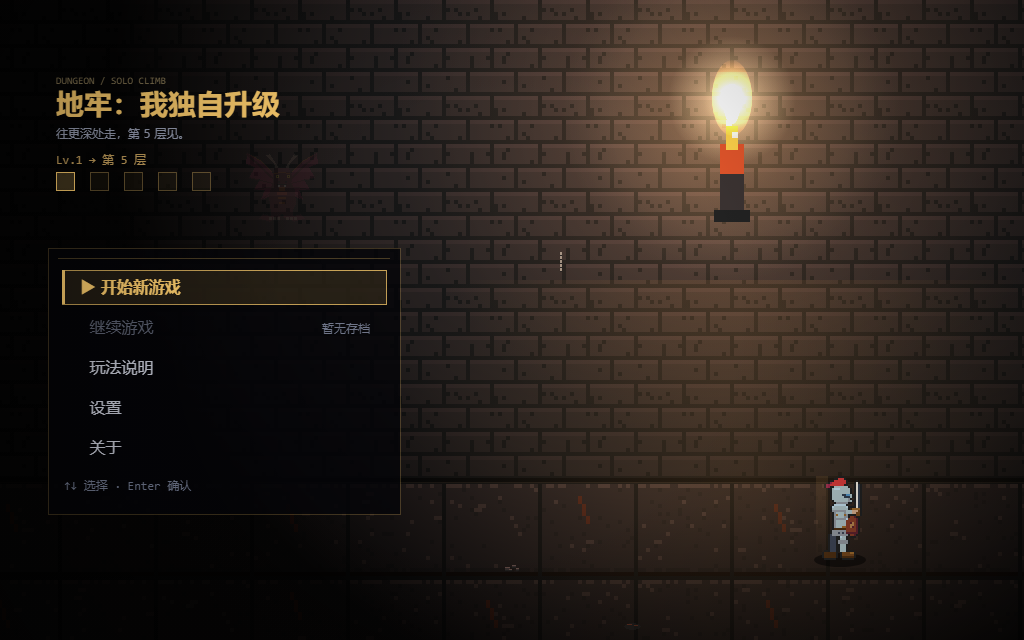 DUNGEON / SOLO CLIMB
地牢：我独自升级
往更深处走，第 5 层见。
Lv.1 → 第 5 层
▶ 开始新游戏
继续游戏 暂无存档
玩法说明
设置
关于
↑↓ 选择 · Enter 确认